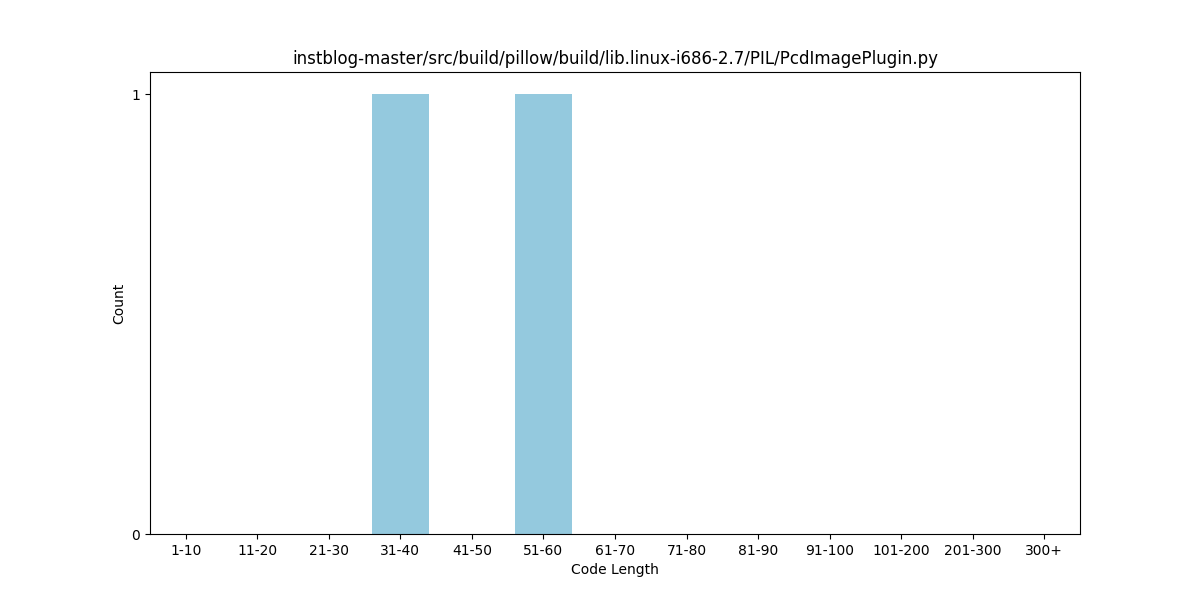 instblog-master/src/build/pillow/build/lib.linux-i686-2.7/PIL/PcdImagePlugin.py
1
Count
0
1-10 11-20 21-30 31-40 41-50 51-60 61-70 71-80 81-90 91-100 101-200 201-300 300+
Code Length